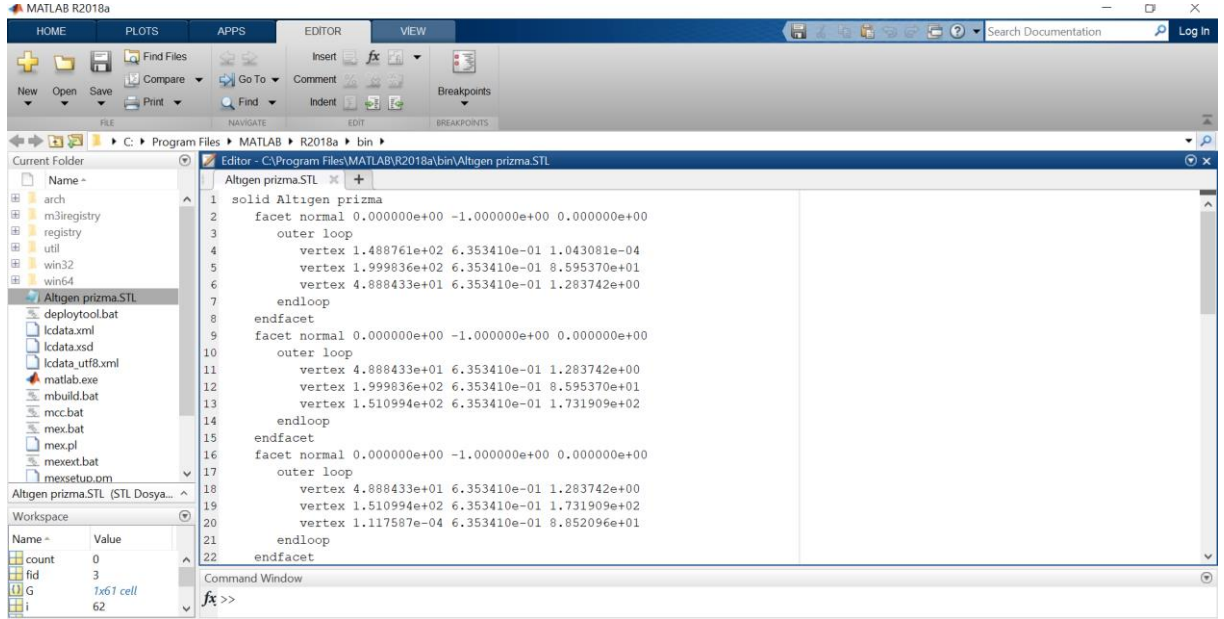 MATLAB R2018a
HOME PLOTS APPS EDITOR VIEW Search Documentation Log In
New Open Save Find Files Compare Print Go To Find Insert fx Comment Indent Breakpoints
FILE NAVIGATE EDIT BREAKPOINTS
C: Program Files MATLAB R2018a bin
Current Folder
Name
arch
m3iregistry
registry
util
win32
win64
Altıgen prizma.STL
deploytool.bat
lcdata.xml
lcdata.xsd
lcdata_utf8.xml
matlab.exe
mbuild.bat
mcc.bat
mex.bat
mex.pl
mexext.bat
mexsetup.pm
Altıgen prizma.STL (STL Dosya...
Workspace
Name Value
count 0
fid 3
G 1x61 cell
i 62
Editor - C:\Program Files\MATLAB\R2018a\bin\Altıgen prizma.STL
Altıgen prizma.STL
1 solid Altıgen prizma
2 facet normal 0.000000e+00 -1.000000e+00 0.000000e+00
3 outer loop
4 vertex 1.488761e+02 6.353410e-01 1.043081e-04
5 vertex 1.999836e+02 6.353410e-01 8.595370e+01
6 vertex 4.888433e+01 6.353410e-01 1.283742e+00
7 endloop
8 endfacet
9 facet normal 0.000000e+00 -1.000000e+00 0.000000e+00
10 outer loop
11 vertex 4.888433e+01 6.353410e-01 1.283742e+00
12 vertex 1.999836e+02 6.353410e-01 8.595370e+01
13 vertex 1.510994e+02 6.353410e-01 1.731909e+02
14 endloop
15 endfacet
16 facet normal 0.000000e+00 -1.000000e+00 0.000000e+00
17 outer loop
18 vertex 4.888433e+01 6.353410e-01 1.283742e+00
19 vertex 1.510994e+02 6.353410e-01 1.731909e+02
20 vertex 1.117587e-04 6.353410e-01 8.852096e+01
21 endloop
22 endfacet
Command Window
fx >>